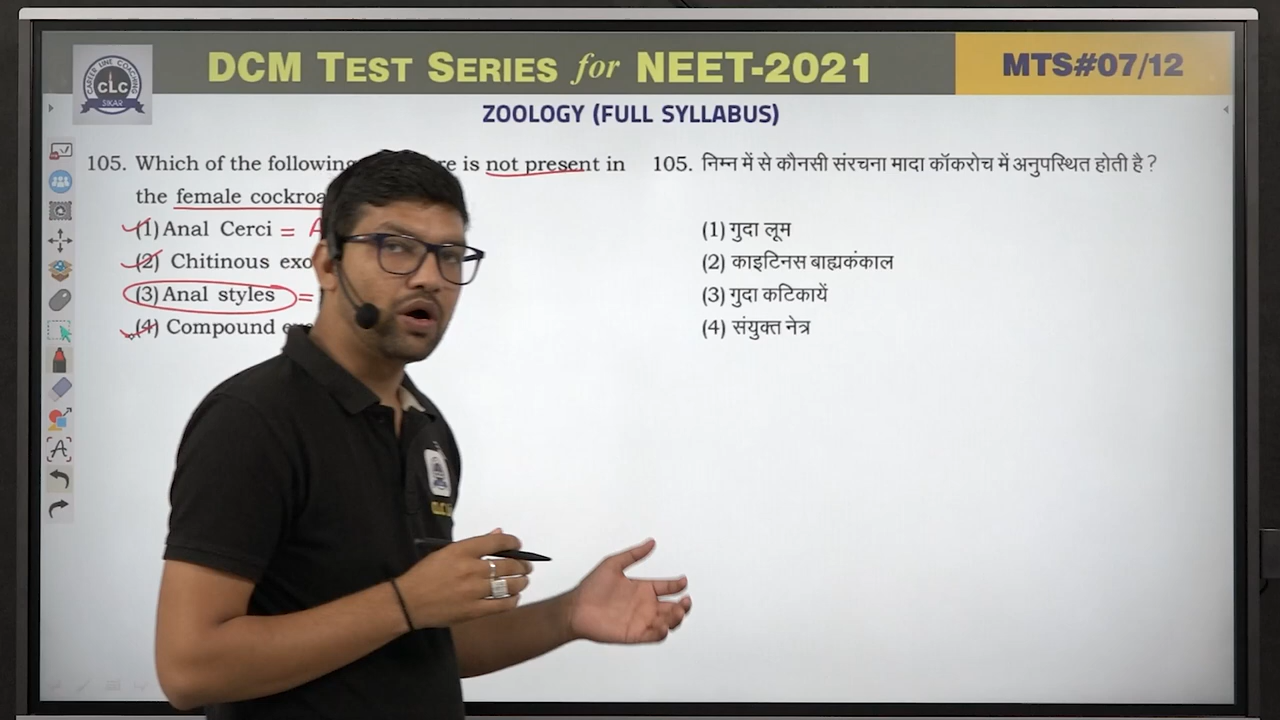 DCM TEST SERIES for NEET-2021
MTS#07/12
CAREER LINE COACHING
CLC
SIKAR
ZOOLOGY (FULL SYLLABUS)
105. Which of the following re is not present in
the female cockroa
(1) Anal Cerci =
(2) Chitinous exo
(3) Anal styles =
(4) Compound
105. निम्न में से कौनसी संरचना मादा कॉकरोच में अनुपस्थित होती है ?
(1) गुदा लूम
(2) काइटिनस बाह्यकंकाल
(3) गुदा कटिकायें
(4) संयुक्त नेत्र